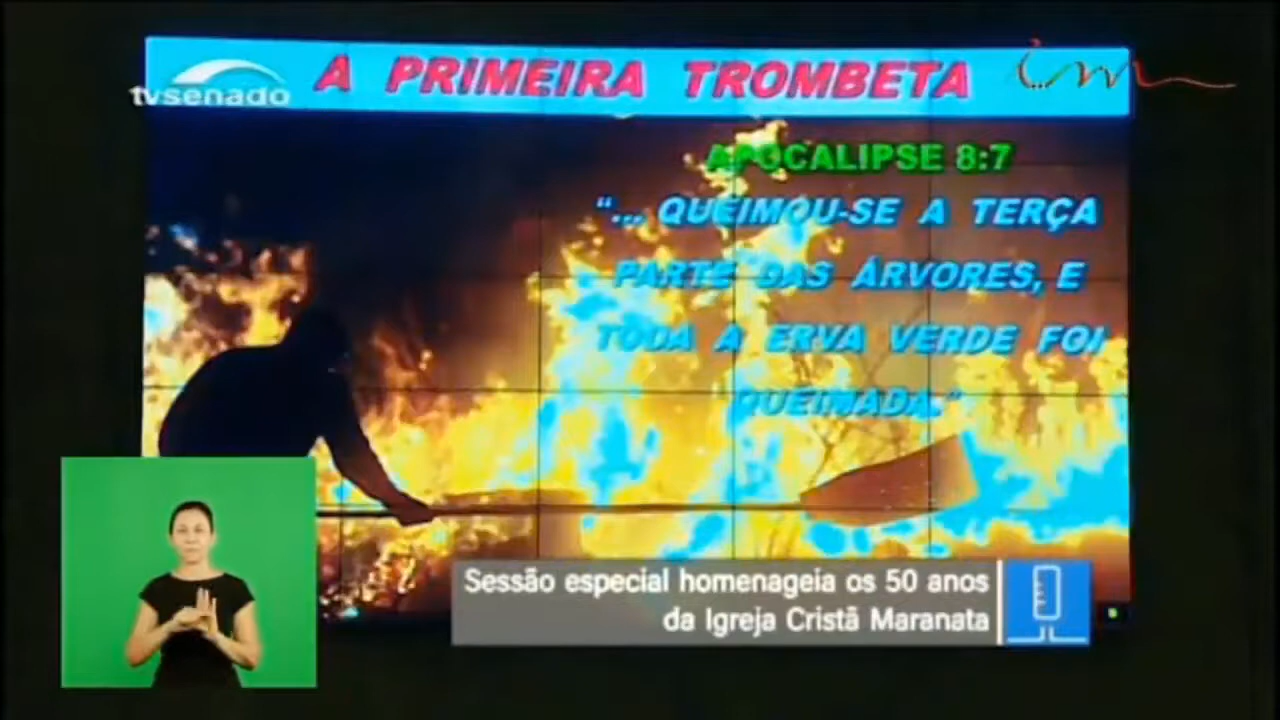 A PRIMEIRA TROMBETA
tvsenado
APOCALIPSE 8:7
“... QUEIMOU-SE A TERÇA
PARTE DAS ÁRVORES, E
TODA A ERVA VERDE FOI
QUEIMADA.”
Sessão especial homenageia os 50 anos
da Igreja Cristã Maranata